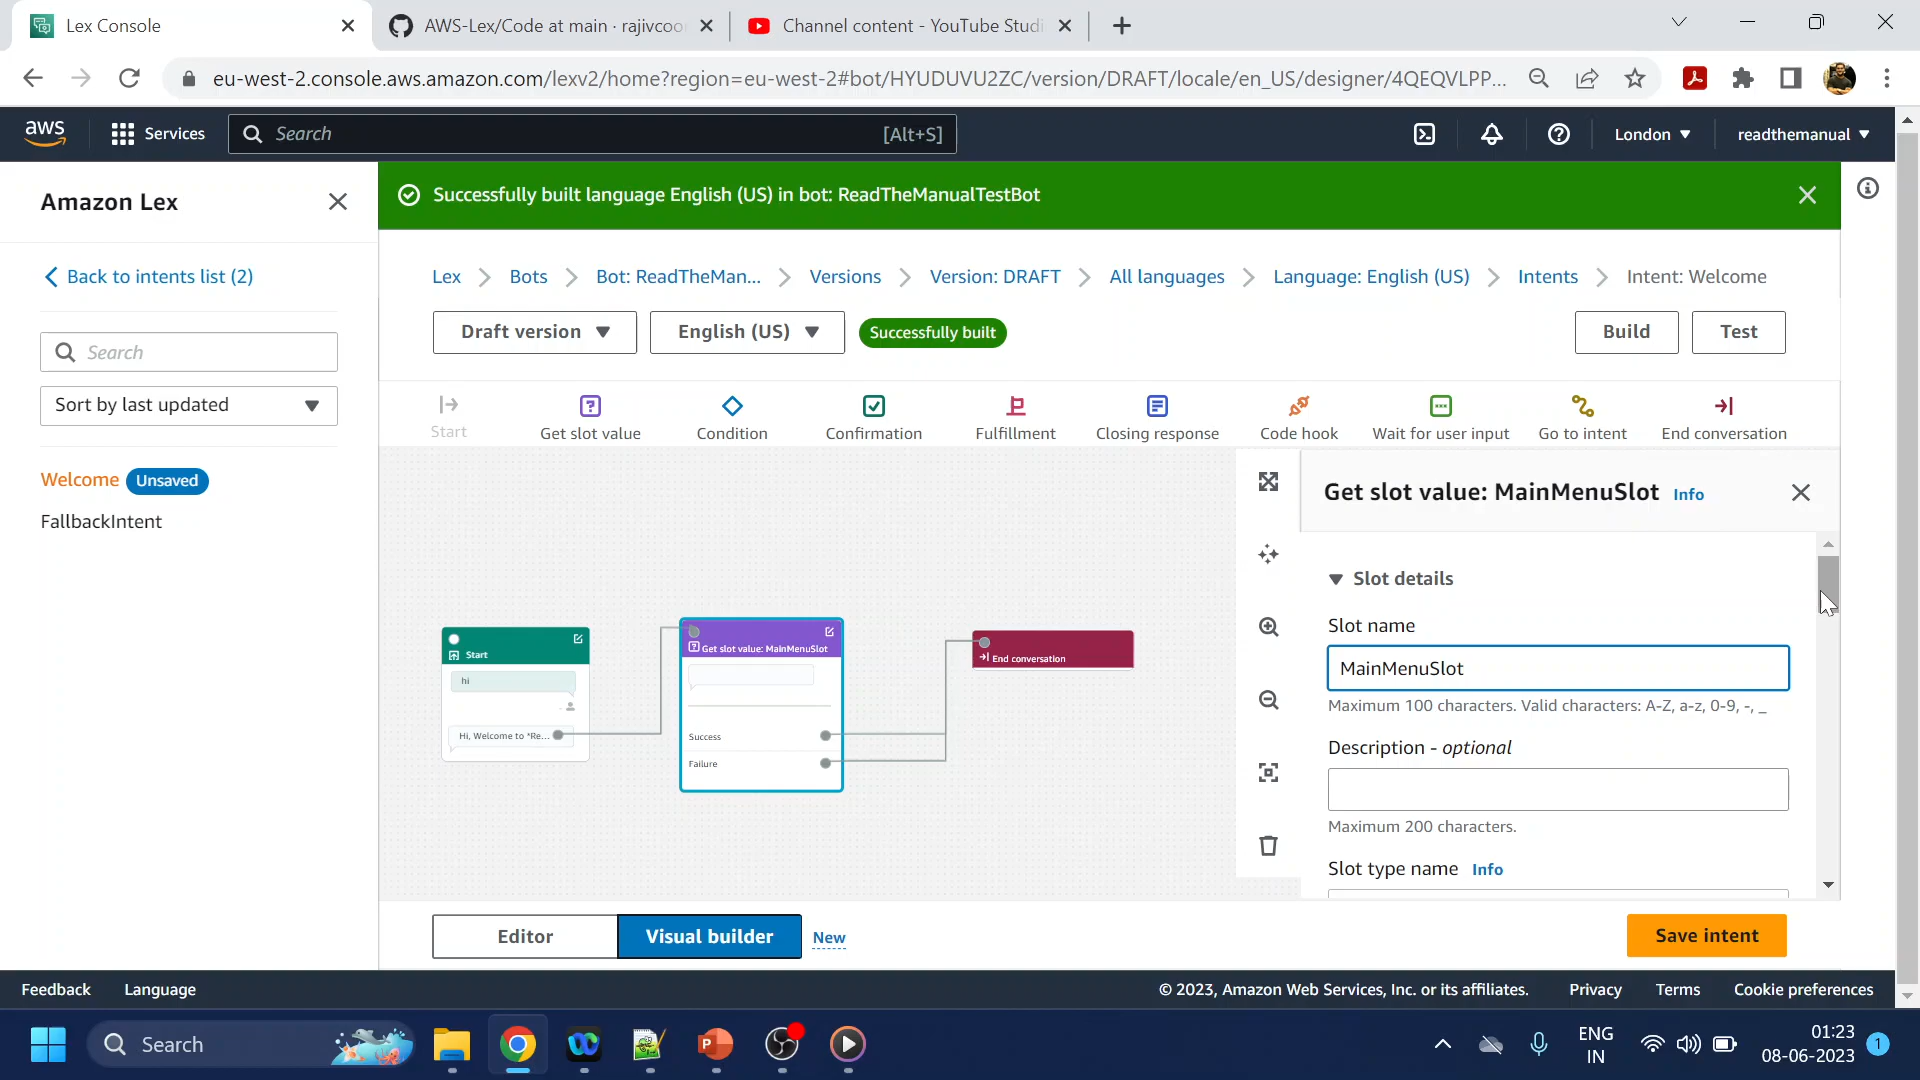 Lex Console
AWS-Lex/Code at main · rajivcoo
Channel content - YouTube Studi
eu-west-2.console.aws.amazon.com/lexv2/home?region=eu-west-2#bot/HYUDUVU2ZC/version/DRAFT/locale/en_US/designer/4QEQVLPP...
aws
Services
Search
[Alt+S]
London
readthemanual
Amazon Lex
Successfully built language English (US) in bot: ReadTheManualTestBot
Back to intents list (2)
Lex
Bots
Bot: ReadTheMan...
Versions
Version: DRAFT
All languages
Language: English (US)
Intents
Intent: Welcome
Draft version
English (US)
Successfully built
Build
Test
Search
Sort by last updated
Start
Get slot value
Condition
Confirmation
Fulfillment
Closing response
Code hook
Wait for user input
Go to intent
End conversation
Welcome
Unsaved
FallbackIntent
Get slot value: MainMenuSlot Info
Slot details
Slot name
MainMenuSlot
Maximum 100 characters. Valid characters: A-Z, a-z, 0-9, -, _
Description - optional
Maximum 200 characters.
Slot type name Info
Start
hi
Hi, Welcome to *Re...
Get slot value: MainMenuSlot
Success
Failure
End conversation
Editor
Visual builder
New
Save intent
Feedback
Language
© 2023, Amazon Web Services, Inc. or its affiliates.
Privacy
Terms
Cookie preferences
Search
ENG
IN
01:23
08-06-2023
1